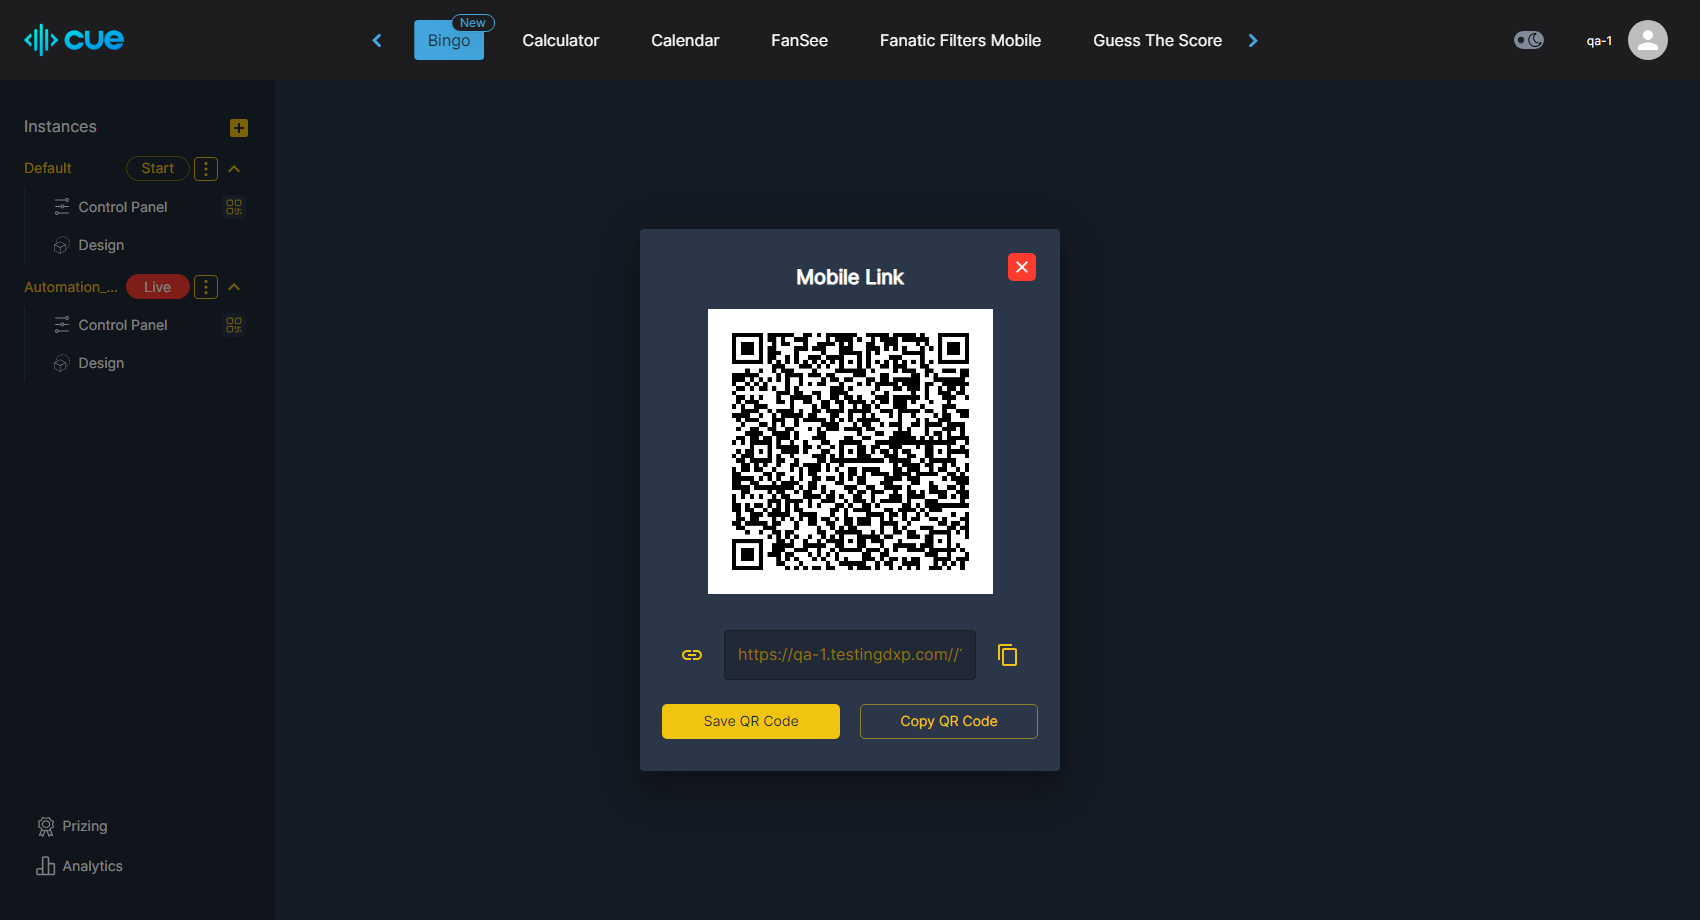 cue
New
Bingo
Calculator
Calendar
FanSee
Fanatic Filters Mobile
Guess The Score
qa-1
Instances
Default
Start
Control Panel
Design
Automation_...
Live
Control Panel
Design
Mobile Link
https://qa-1.testingdxp.com//
Save QR Code
Copy QR Code
Prizing
Analytics